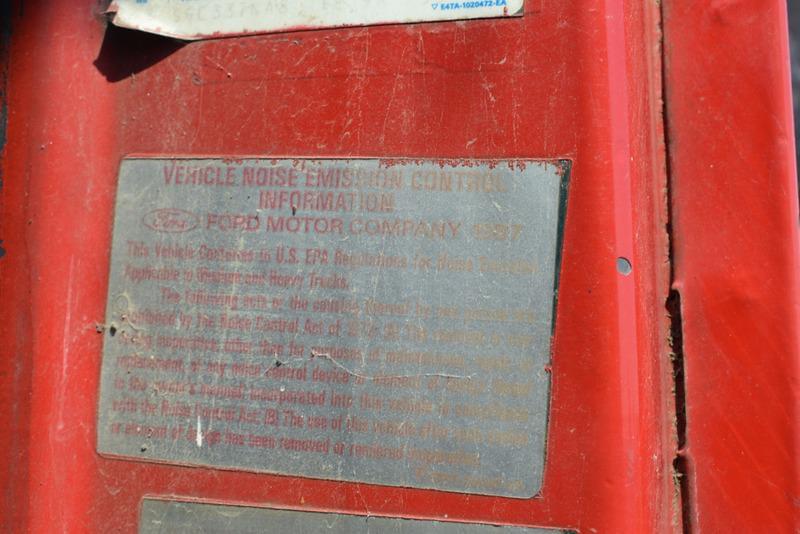 E4TA-1020472-EA
VEHICLE NOISE EMISSION CONTROL
INFORMATION
Ford FORD MOTOR COMPANY
This Vehicle Conforms to U.S. EPA Regulations for Noise Emission
Applicable to Medium and Heavy Trucks.
The following acts or the causing thereof by any person are
prohibited by the Noise Control Act of 1972: (A) The removal or
other than for purposes of maintenance, repair, or
replacement, of any noise control device or element of design (listed
in the owner's manual) incorporated into this vehicle in compliance
with the Noise Control Act; (B) The use of this vehicle after such device
or element of design has been removed or rendered inoperative.